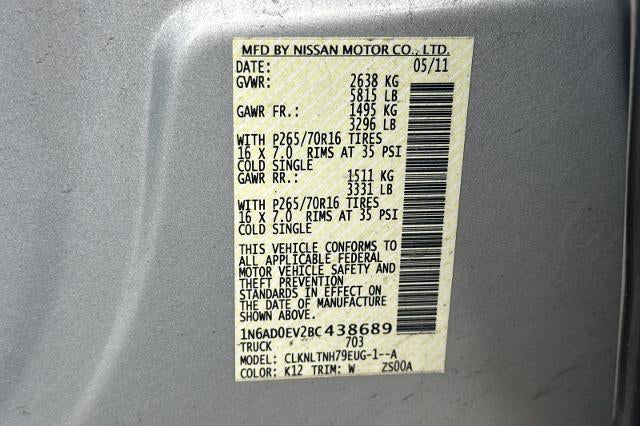 MFD BY NISSAN MOTOR CO., LTD.
DATE: 05/11
GVWR: 2638 KG
5815 LB
GAWR FR.: 1495 KG
3296 LB
WITH P265/70R16 TIRES
16 X 7.0 RIMS AT 35 PSI
COLD SINGLE
GAWR RR.: 1511 KG
3331 LB
WITH P265/70R16 TIRES
16 X 7.0 RIMS AT 35 PSI
COLD SINGLE
THIS VEHICLE CONFORMS TO
ALL APPLICABLE FEDERAL
MOTOR VEHICLE SAFETY AND
THEFT PREVENTION
STANDARDS IN EFFECT ON
THE DATE OF MANUFACTURE
SHOWN ABOVE.
1N6AD0EV2BC438689
TRUCK 703
MODEL: CLKNLTNH79EUG-1--A
COLOR: K12 TRIM: W ZS00A